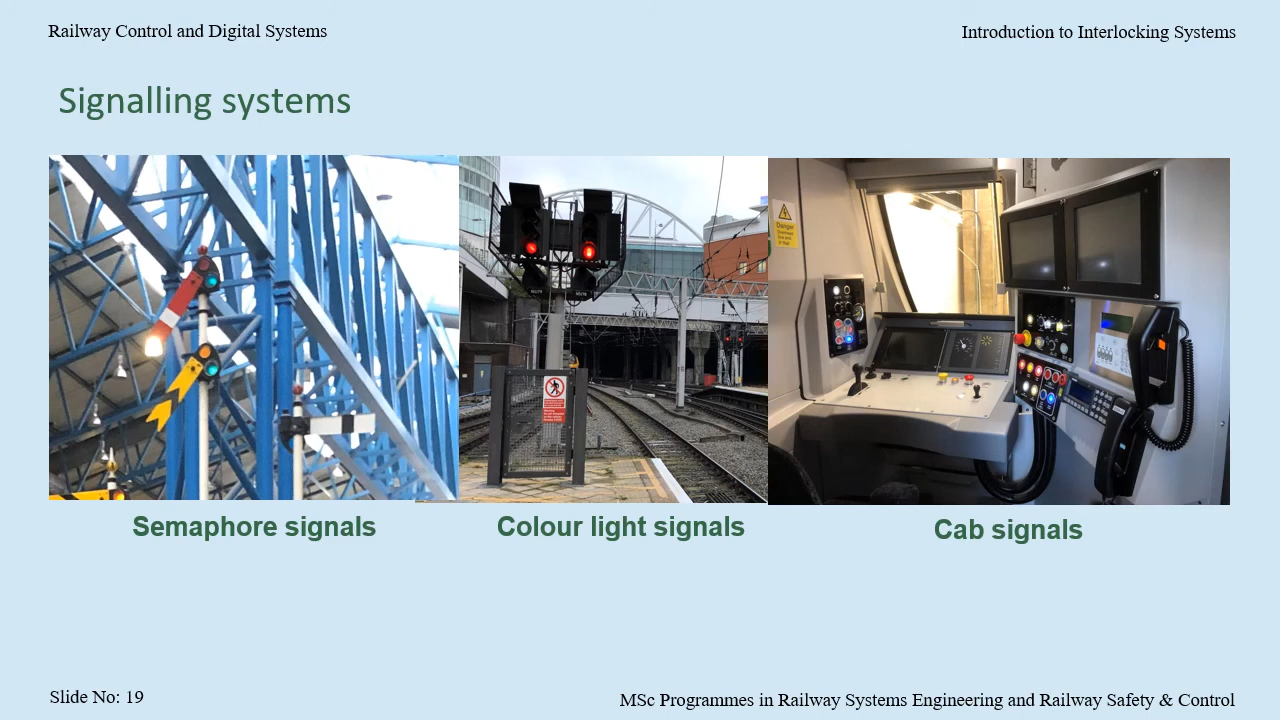 Railway Control and Digital Systems
Introduction to Interlocking Systems
Signalling systems
Danger
Semaphore signals
Colour light signals
Cab signals
Slide No: 19
MSc Programmes in Railway Systems Engineering and Railway Safety & Control